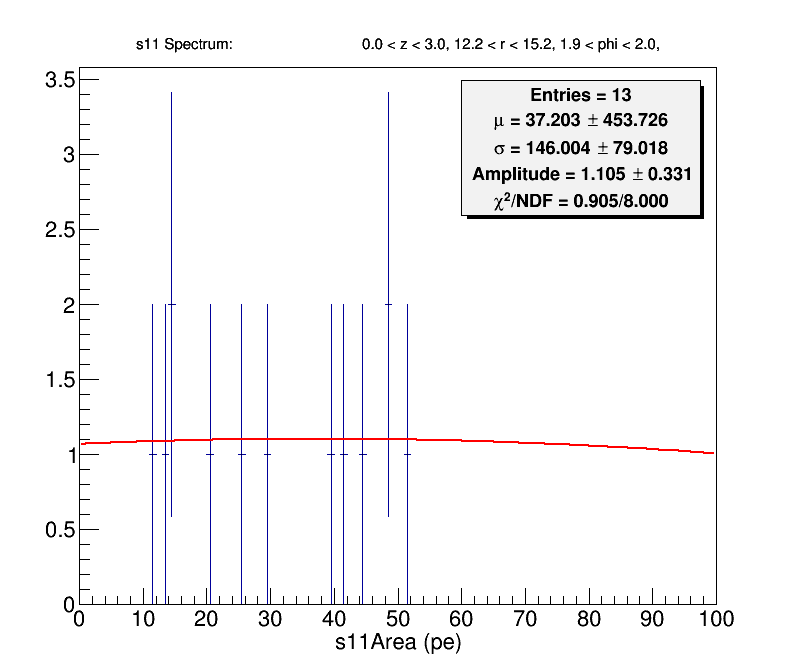 s11 Spectrum: 0.0 < z < 3.0, 12.2 < r < 15.2, 1.9 < phi < 2.0,
Entries = 13
μ = 37.203 ± 453.726
σ = 146.004 ± 79.018
Amplitude = 1.105 ± 0.331
χ²/NDF = 0.905/8.000
3.5
3
2.5
2
1.5
1
0.5
0
0 10 20 30 40 50 60 70 80 90 100
s11Area (pe)